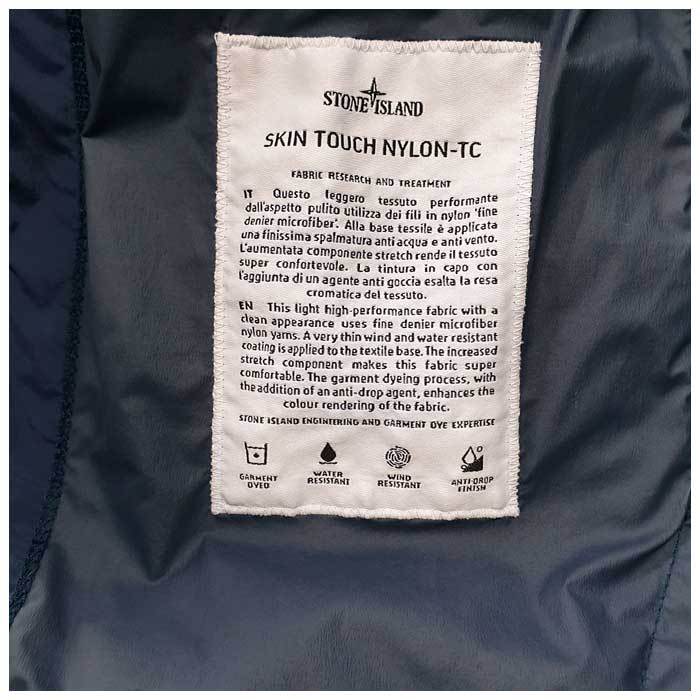 STONE ISLAND
SKIN TOUCH NYLON-TC
FABRIC RESEARCH AND TREATMENT
IT Questo leggero tessuto performante
dall'aspetto pulito utilizza dei fili in nylon 'fine
denier microfiber'. Alla base tessile è applicata
una finissima spalmatura anti acqua e anti vento.
L'aumentata componente stretch rende il tessuto
super confortevole. La tintura in capo con
l'aggiunta di un agente anti goccia esalta la resa
cromatica del tessuto.
EN This light high-performance fabric with a
clean appearance uses fine denier microfiber
nylon yarns. A very thin wind and water resistant
coating is applied to the textile base. The increased
stretch component makes this fabric super
comfortable. The garment dyeing process, with
the addition of an anti-drop agent, enhances the
colour rendering of the fabric.
STONE ISLAND ENGINEERING AND GARMENT DYE EXPERTISE
GARMENT
DYED
WATER
RESISTANT
WIND
RESISTANT
ANTI-DROP
FINISH